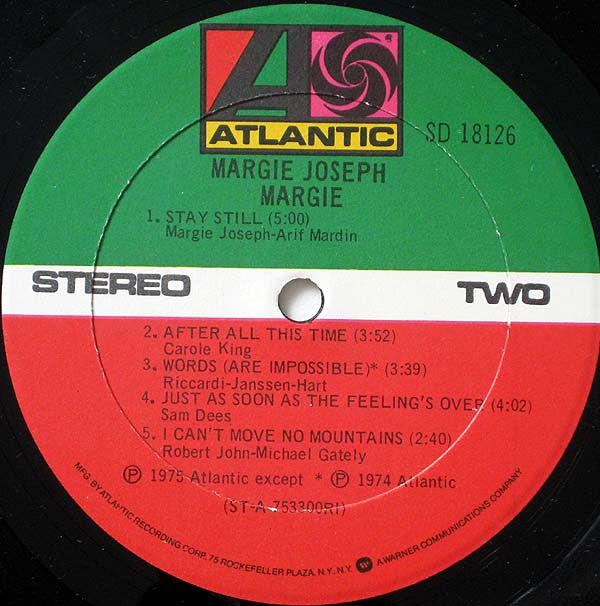 ATLANTIC
SD 18126
MARGIE JOSEPH
MARGIE
1. STAY STILL (5:00)
Margie Joseph-Arif Mardin
STEREO TWO
2. AFTER ALL THIS TIME (3:52)
Carole King
3. WORDS (ARE IMPOSSIBLE)* (3:39)
Riccardi-Janssen-Hart
4. JUST AS SOON AS THE FEELING'S OVER (4:02)
Sam Dees
5. I CAN'T MOVE NO MOUNTAINS (2:40)
Robert John-Michael Gately
Ⓟ 1975 Atlantic except * Ⓟ 1974 Atlantic
(ST-A-753300RI)
MFG. BY ATLANTIC RECORDING CORP., 75 ROCKEFELLER PLAZA, N.Y., N.Y. A WARNER COMMUNICATIONS COMPANY